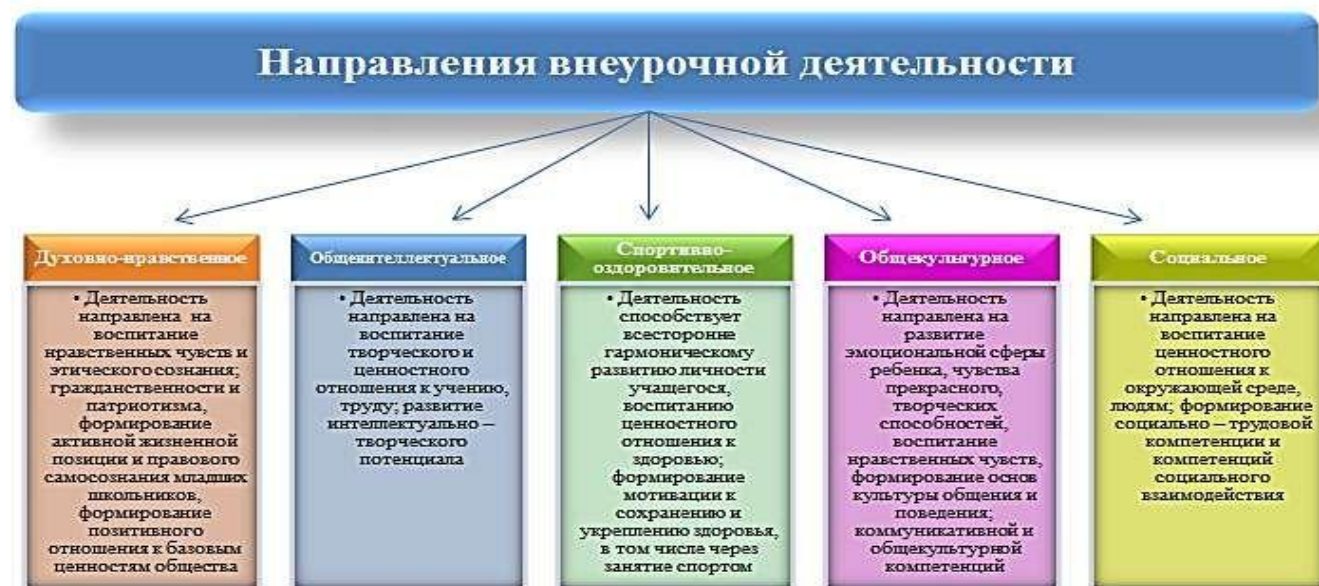 Направления внеурочной деятельности
Духовно-нравственное
• Деятельность
направлена на
воспитание
нравственных чувств и
этического сознания;
гражданственности и
патриотизма,
формирование
активной жизненной
позиции и правового
самосознания младших
школьников,
формирование
позитивного
отношения к базовым
ценностям общества
Общеинтеллектуальное
• Деятельность
направлена на
воспитание
творческого и
ценностного
отношения к учению,
труду; развитие
интеллектуально –
творческого
потенциала
Спортивно-
оздоровительное
• Деятельность
способствует
всесторонне
гармоническому
развитию личности
учащегося,
воспитанию
ценностного
отношения к
здоровью;
формирование
мотивации к
сохранению и
укреплению здоровья,
в том числе через
занятие спортом
Общекультурное
• Деятельность
направлена на
развитие
эмоциональной сферы
ребенка, чувства
прекрасного,
творческих
способностей,
воспитание
нравственных чувств,
формирование основ
культуры общения и
поведения;
коммуникативной и
общекультурной
компетенций
Социальное
• Деятельность
направлена на
воспитание
ценностного
отношения к
окружающей среде,
людям; формирование
социально – трудовой
компетенции и
компетенций
социального
взаимодействия